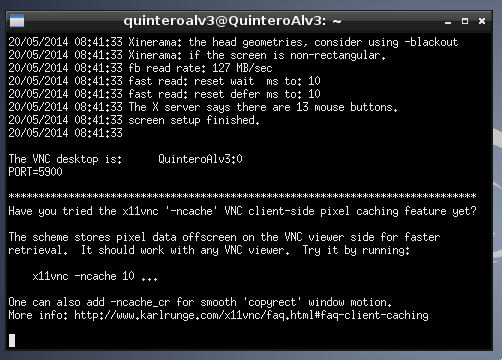 quinteroalv3@QuinteroAlv3: ~
20/05/2014 08:41:33 Xinerama: the head geometries, consider using -blackout
20/05/2014 08:41:33 Xinerama: if the screen is non-rectangular.
20/05/2014 08:41:33 fb read rate: 127 MB/sec
20/05/2014 08:41:33 fast read: reset wait  ms to: 10
20/05/2014 08:41:33 fast read: reset defer ms to: 10
20/05/2014 08:41:33 The X server says there are 13 mouse buttons.
20/05/2014 08:41:33 screen setup finished.
20/05/2014 08:41:33
The VNC desktop is:      QuinteroAlv3:0
PORT=5900
******************************************************************************
Have you tried the x11vnc '-ncache' VNC client-side pixel caching feature yet?
The scheme stores pixel data offscreen on the VNC viewer side for faster
retrieval.  It should work with any VNC viewer.  Try it by running:
    x11vnc -ncache 10 ...
One can also add -ncache_cr for smooth 'copyrect' window motion.
More info: http://www.karlrunge.com/x11vnc/faq.html#faq-client-caching